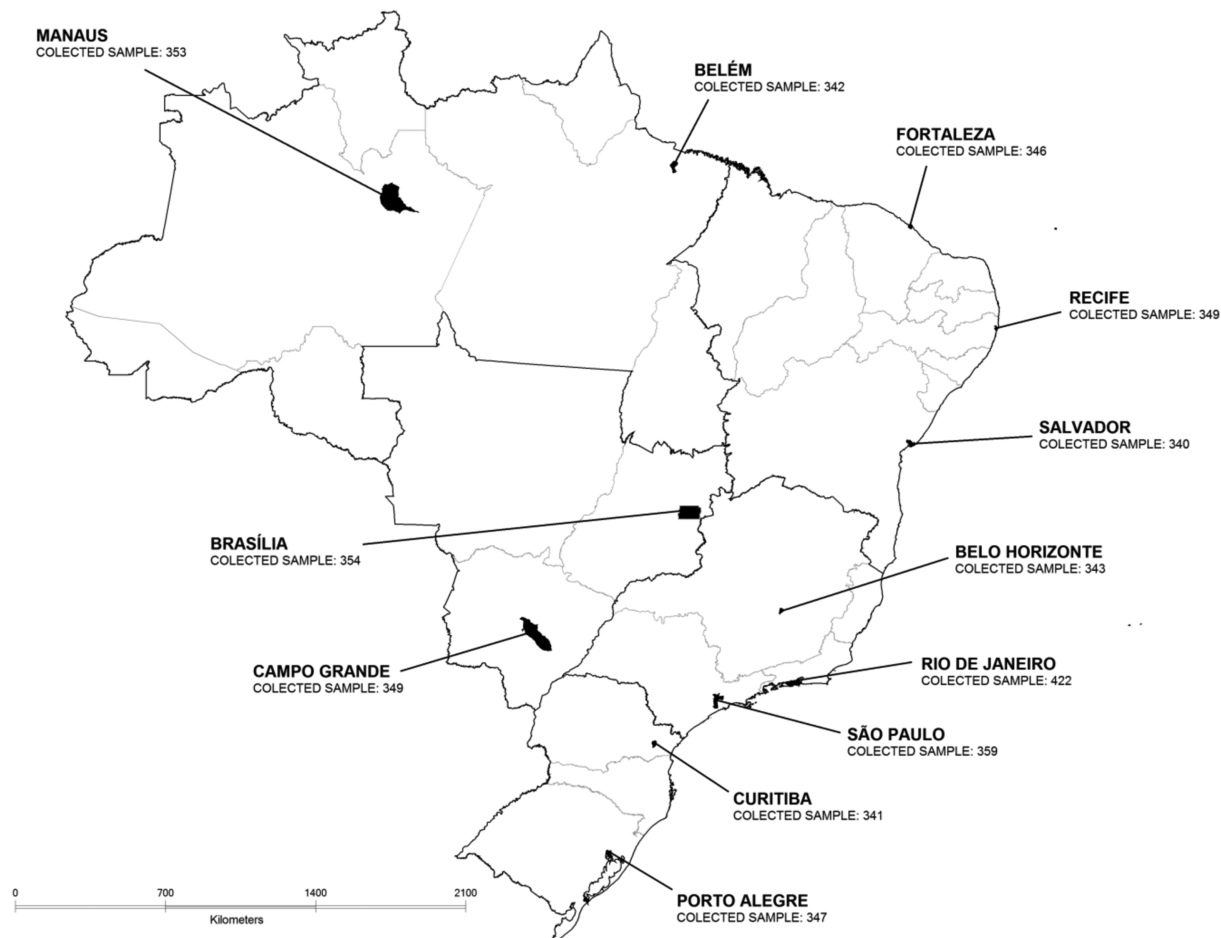 MANAUS
COLECTED SAMPLE: 353
BELÉM
COLECTED SAMPLE: 342
FORTALEZA
COLECTED SAMPLE: 346
RECIFE
COLECTED SAMPLE: 349
SALVADOR
COLECTED SAMPLE: 340
BRASÍLIA
COLECTED SAMPLE: 354
BELO HORIZONTE
COLECTED SAMPLE: 343
CAMPO GRANDE
COLECTED SAMPLE: 349
RIO DE JANEIRO
COLECTED SAMPLE: 422
SÃO PAULO
COLECTED SAMPLE: 359
CURITIBA
COLECTED SAMPLE: 341
PORTO ALEGRE
COLECTED SAMPLE: 347
0 700 1400 2100
Kilometers